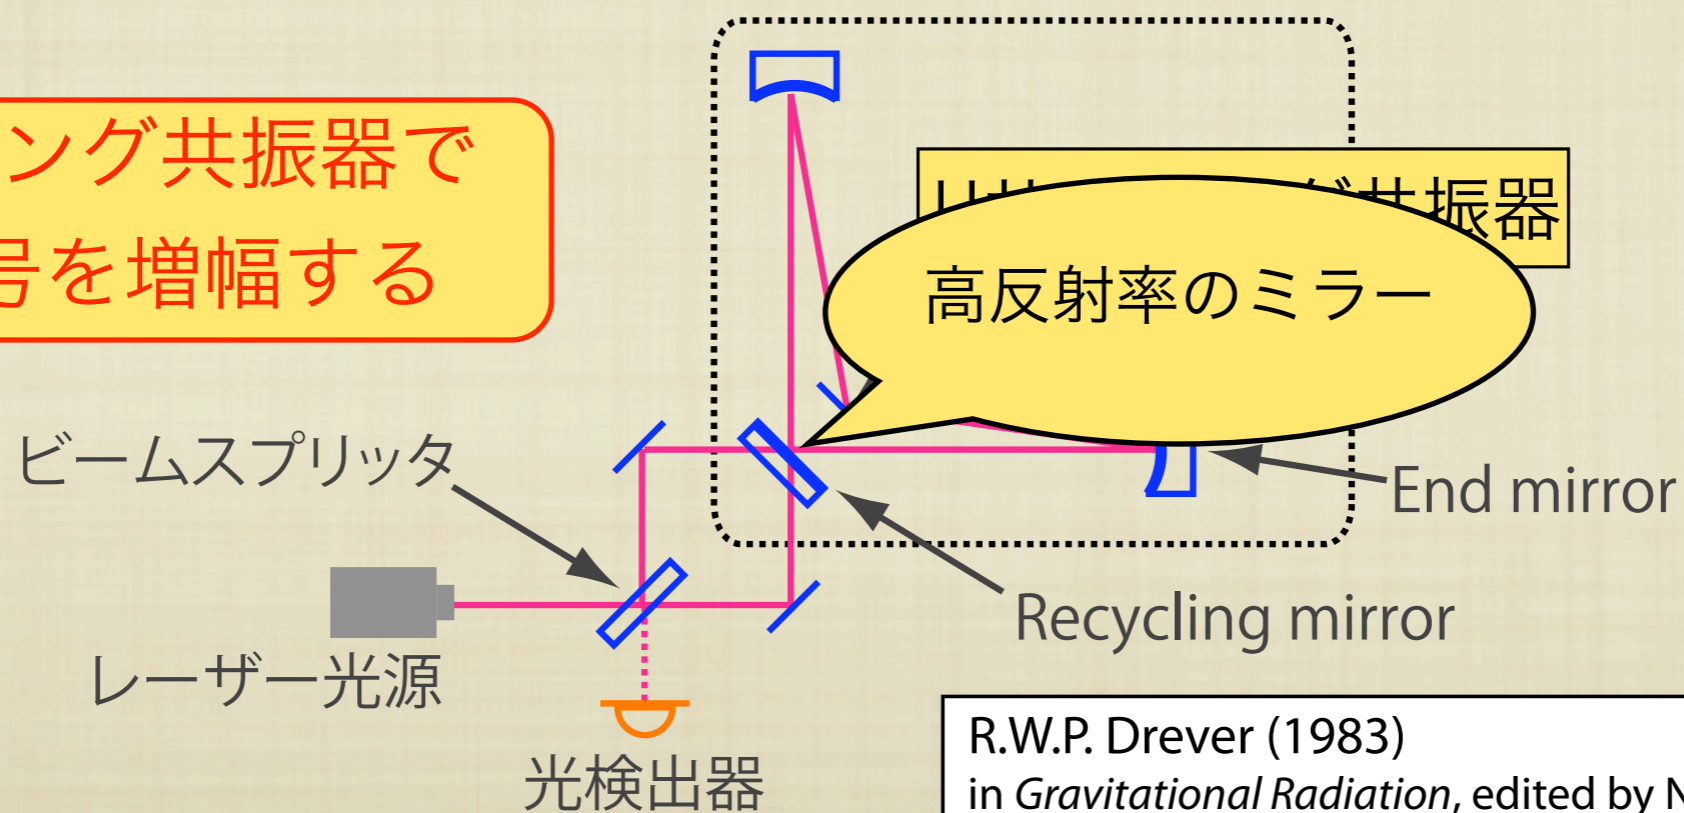 ング共振器で
号を増幅する
共振器
高反射率のミラー
ビームスプリッタ
End mirror
Recycling mirror
レーザー光源
光検出器
R.W.P. Drever (1983)
in Gravitational Radiation, edited by N